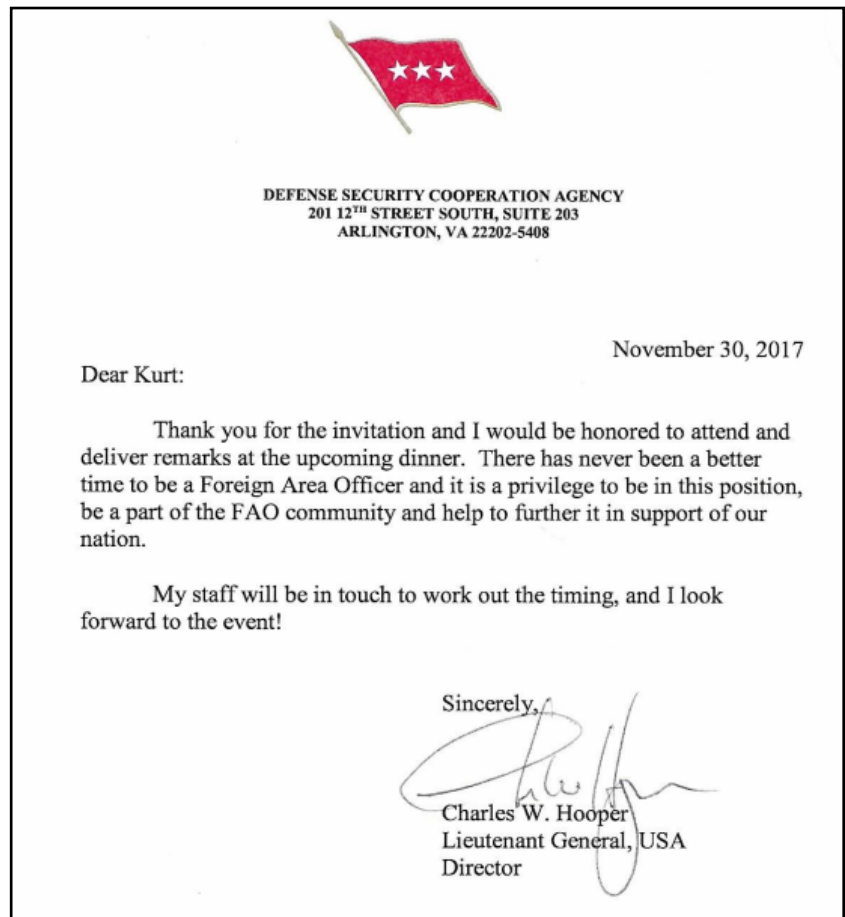 DEFENSE SECURITY COOPERATION AGENCY
201 12TH STREET SOUTH, SUITE 203
ARLINGTON, VA 22202-5408
November 30, 2017
Dear Kurt:
Thank you for the invitation and I would be honored to attend and
deliver remarks at the upcoming dinner. There has never been a better
time to be a Foreign Area Officer and it is a privilege to be in this position,
be a part of the FAO community and help to further it in support of our
nation.
My staff will be in touch to work out the timing, and I look
forward to the event!
Sincerely,
Charles W. Hooper
Lieutenant General, USA
Director